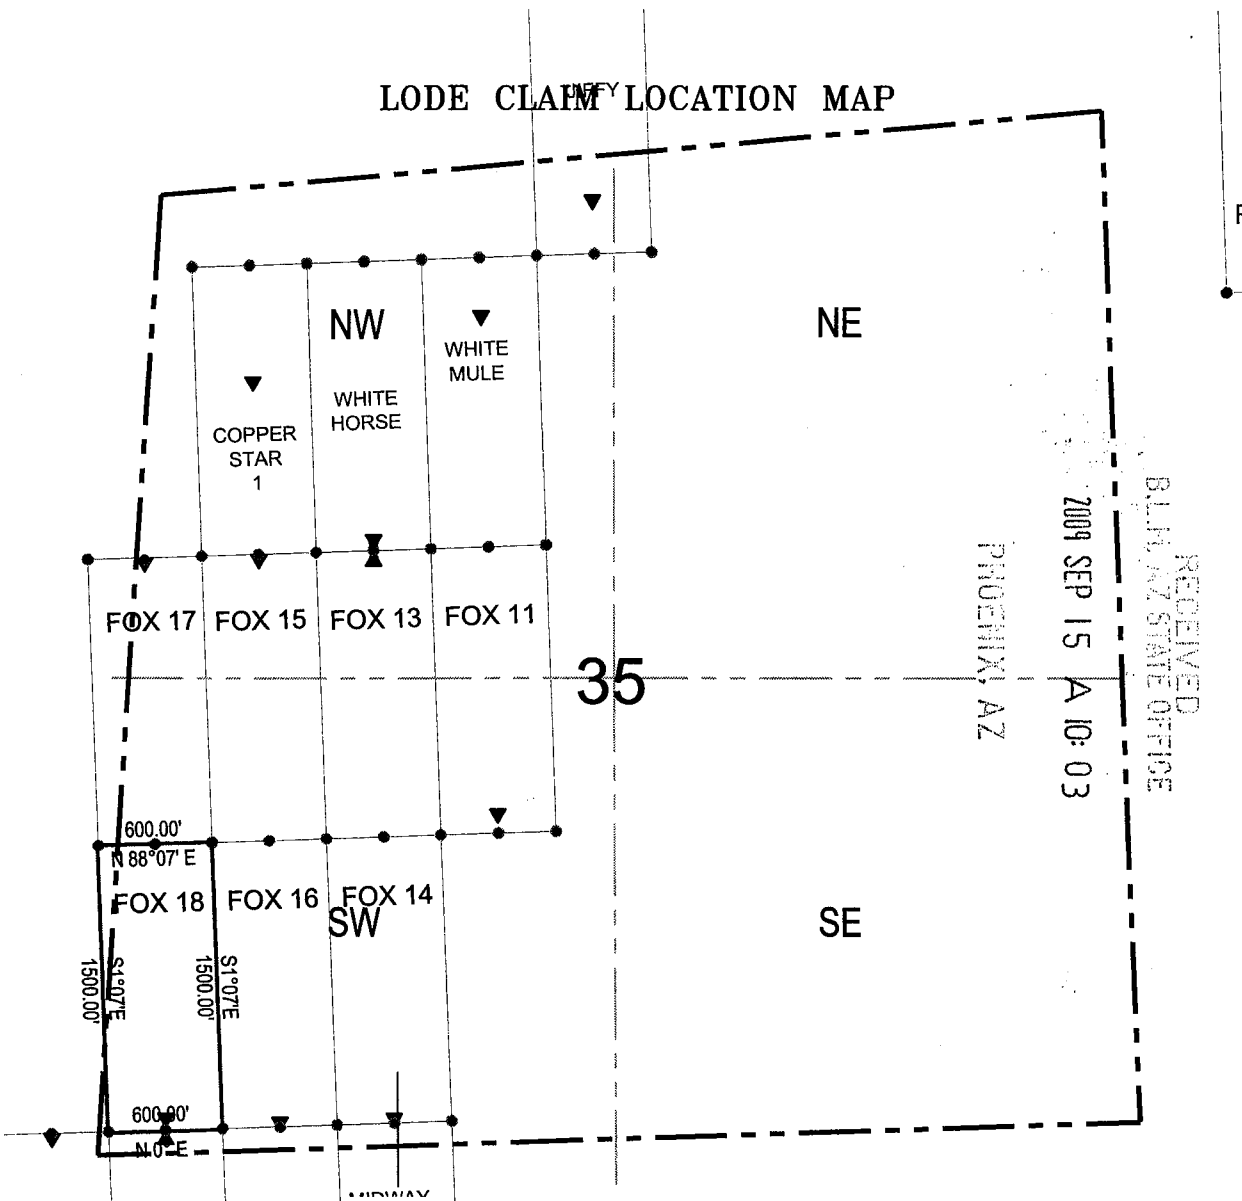 LODE CLAIM LOCATION MAP
NW
NE
WHITE
MULE
WHITE
HORSE
COPPER
STAR
1
RECEIVED
B.L.M. AZ STATE OFFICE
2009 SEP 15 A 10: 03
PHOENIX, AZ
FOX 17
FOX 15
FOX 13
FOX 11
35
600.00'
N 88°07' E
FOX 18
FOX 16
FOX 14
SW
SE
S1°07'E
1500.00'
S1°07'E
1500.00'
600.00'
MIDWAY